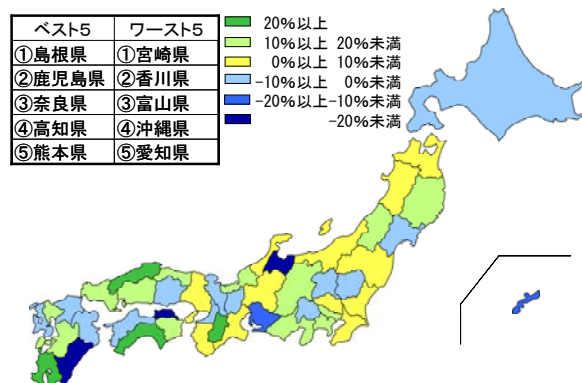 ベスト5 ワースト5
①島根県 ①宮崎県
②鹿児島県 ②香川県
③奈良県 ③富山県
④高知県 ④沖縄県
⑤熊本県 ⑤愛知県
20%以上
10%以上 20%未満
0%以上 10%未満
-10%以上 0%未満
-20%以上-10%未満
-20%未満